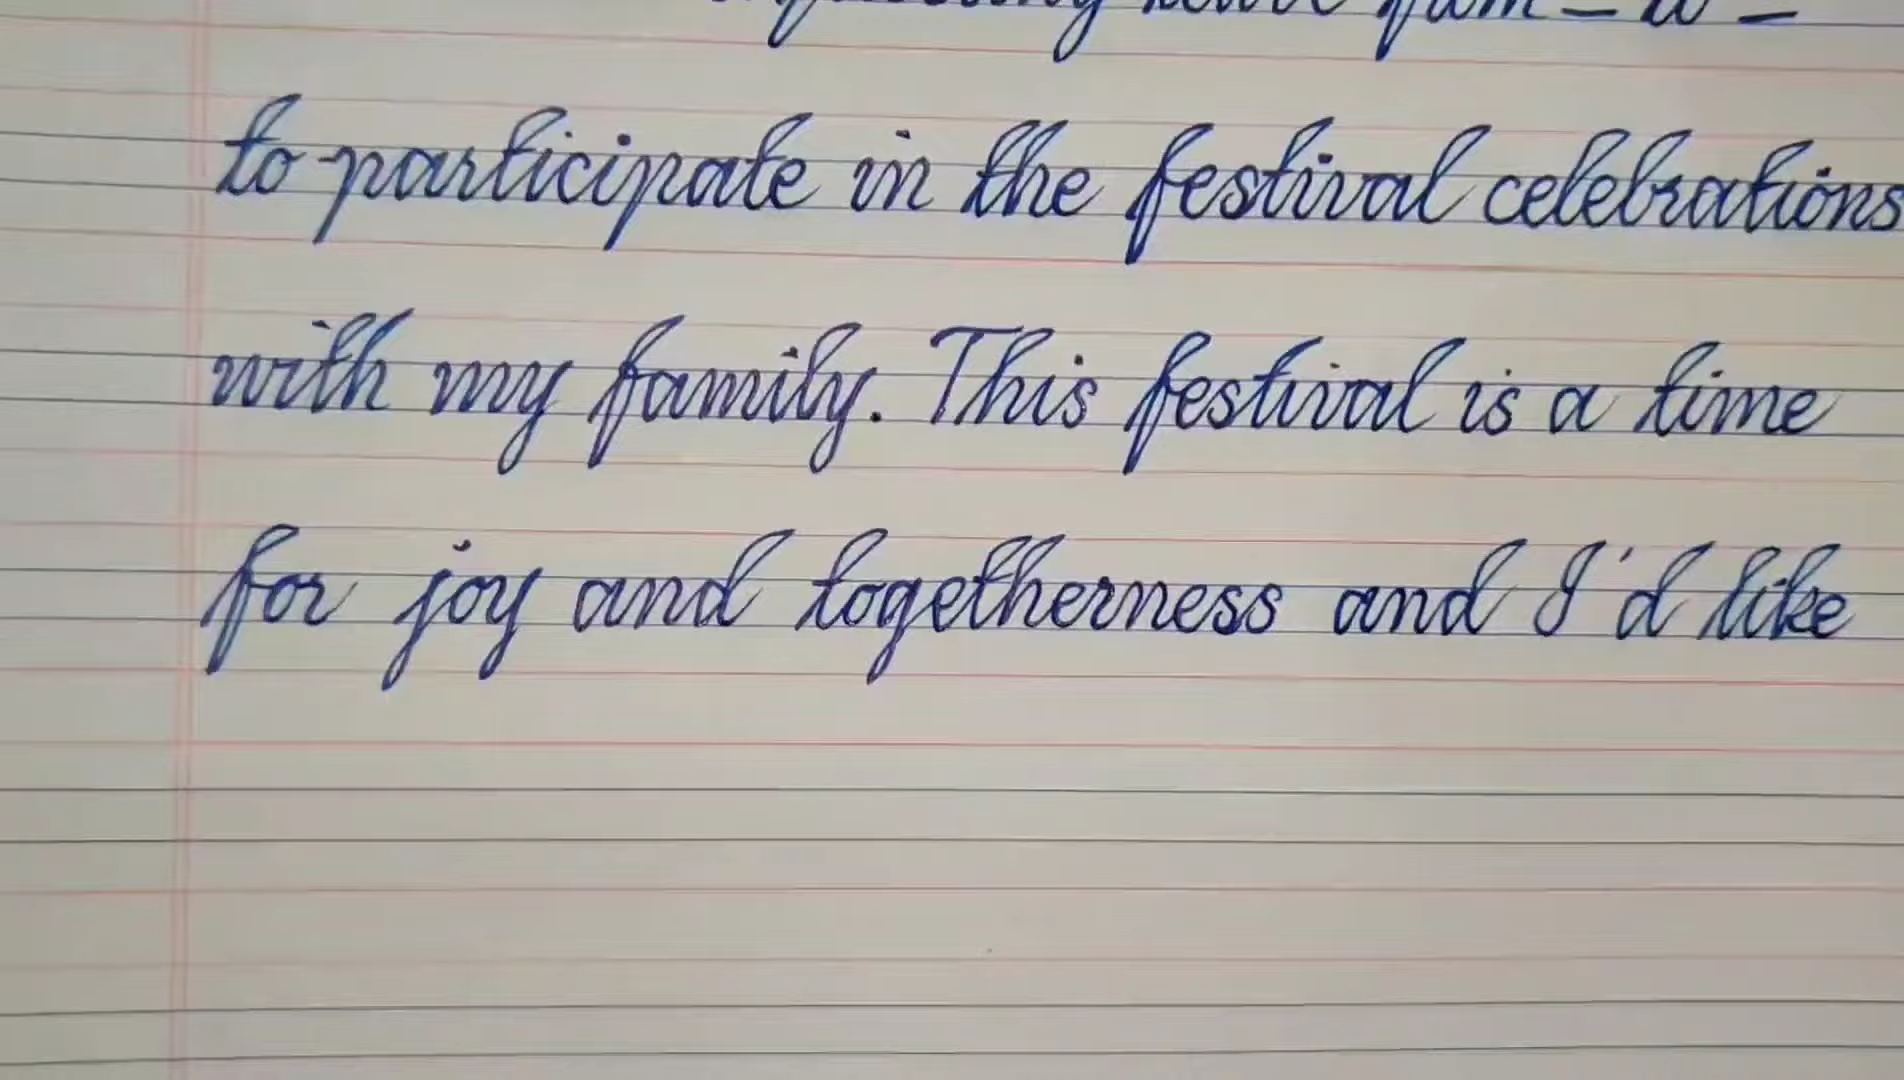 to participate in the festival celebrations
with my family. This festival is a time
for joy and togetherness and I'd like